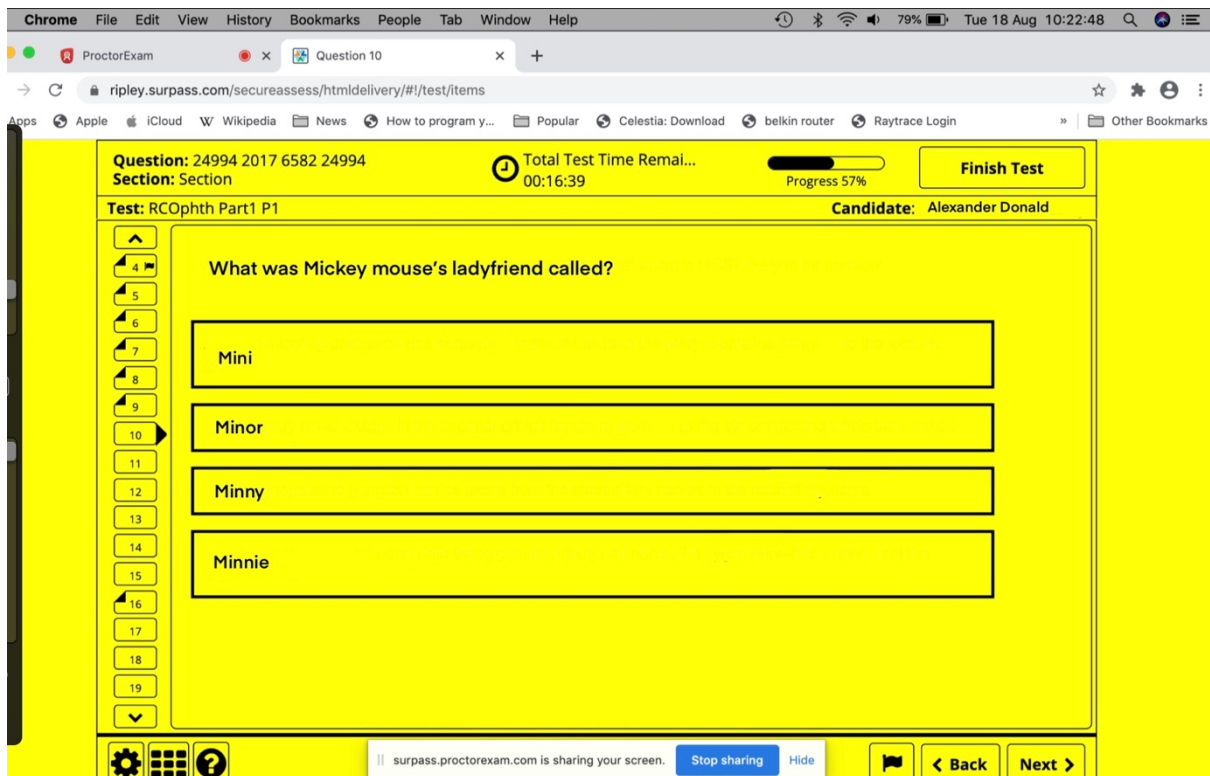 Chrome File Edit View History Bookmarks People Tab Window Help 79% Tue 18 Aug 10:22:48
ProctorExam Question 10
ripley.surpass.com/secureassess/htmldelivery/#!/test/items
Apps Apple iCloud Wikipedia News How to program y... Popular Celestia: Download belkin router Raytrace Login » Other Bookmarks
Question: 24994 2017 6582 24994 Total Test Time Remai... Finish Test
Section: Section 00:16:39 Progress 57%
Test: RCOphth Part1 P1 Candidate: Alexander Donald
4
What was Mickey mouse's ladyfriend called?
5
6
7
Mini
8
9
10
Minor
11
12
Minny
13
14
Minnie
15
16
17
18
19
surpass.proctorexam.com is sharing your screen. Stop sharing Hide
Back Next